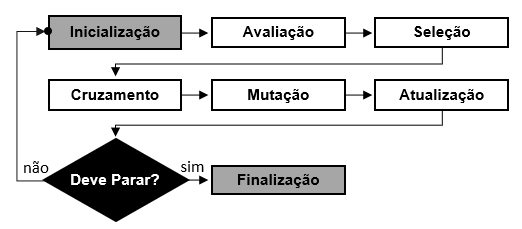 Inicialização
Avaliação
Seleção
Cruzamento
Mutação
Atualização
não
Deve Parar?
sim
Finalização